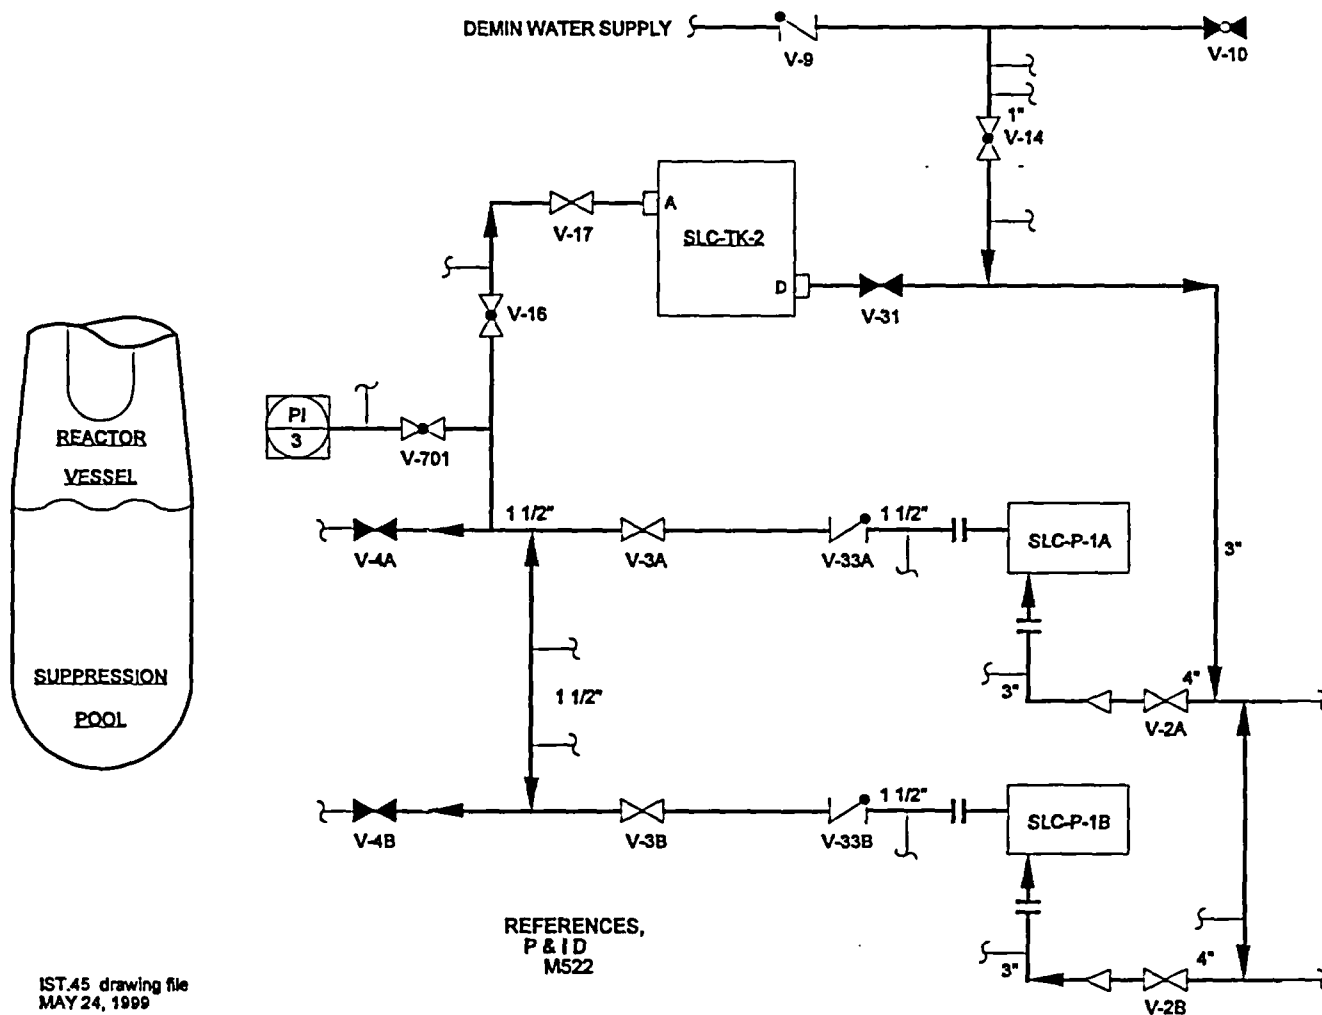 DEMIN WATER SUPPLY
V-9
V-10
1"
V-14
A
SLC-TK-2
V-17
D
V-31
V-16
PI
3
V-701
REACTOR
VESSEL
1 1/2"
V-4A
V-3A
V-33A
1 1/2"
SLC-P-1A
3"
SUPPRESSION
POOL
1 1/2"
3"
4"
V-2A
V-4B
V-3B
V-33B
1 1/2"
SLC-P-1B
3"
4"
V-2B
REFERENCES,
P & I D
M522
IST.45 drawing file
MAY 24, 1999